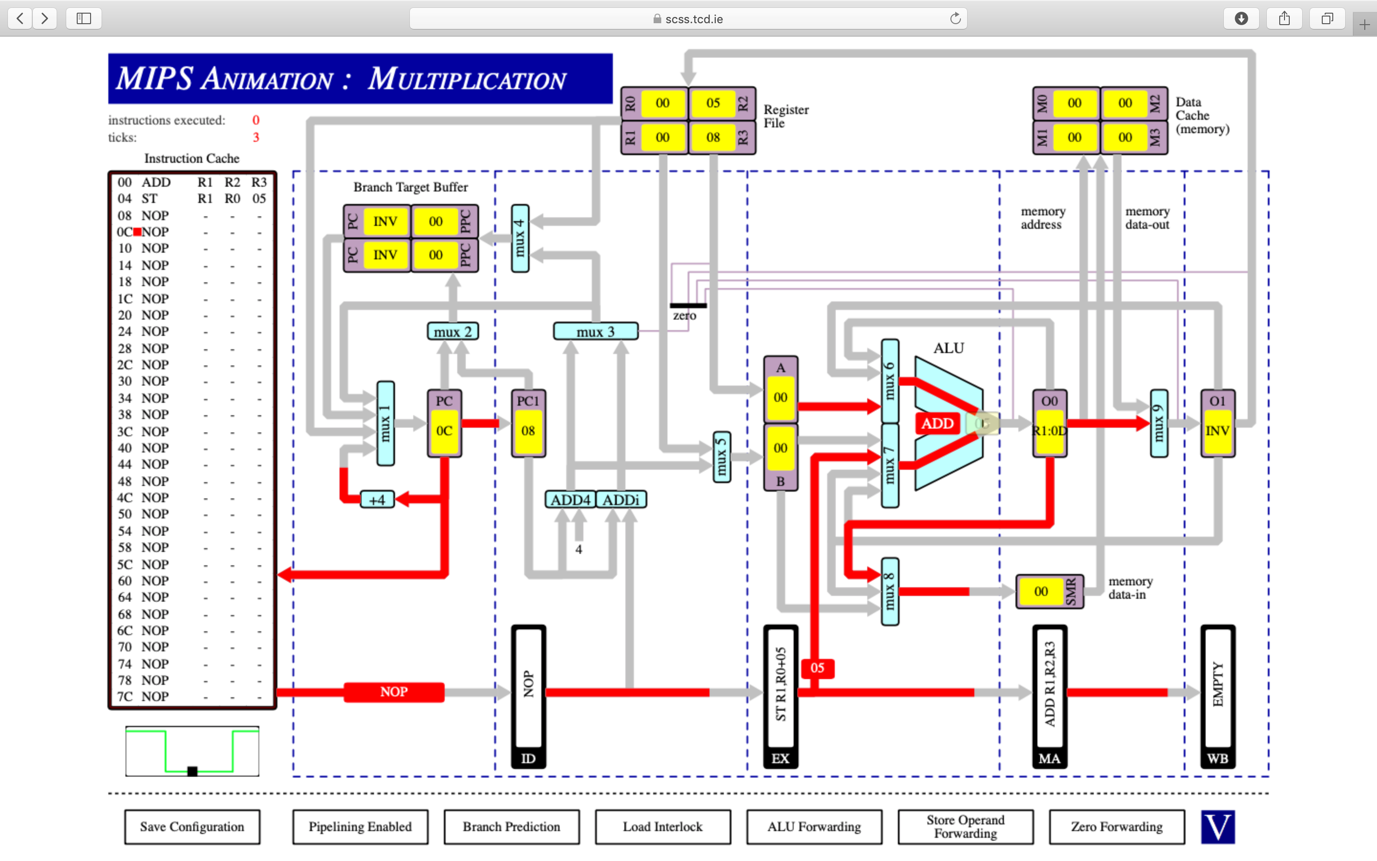 scss.tcd.ie
MIPS ANIMATION : MULTIPLICATION
instructions executed: 0
ticks: 3
Instruction Cache
00 ADD R1 R2 R3
04 ST R1 R0 05
08 NOP - - -
0C NOP - - -
10 NOP - - -
14 NOP - - -
18 NOP - - -
1C NOP - - -
20 NOP - - -
24 NOP - - -
28 NOP - - -
2C NOP - - -
30 NOP - - -
34 NOP - - -
38 NOP - - -
3C NOP - - -
40 NOP - - -
44 NOP - - -
48 NOP - - -
4C NOP - - -
50 NOP - - -
54 NOP - - -
58 NOP - - -
5C NOP - - -
60 NOP - - -
64 NOP - - -
68 NOP - - -
6C NOP - - -
70 NOP - - -
74 NOP - - -
78 NOP - - -
7C NOP - - -
R0 00 05 R2
R1 00 08 R3
Register
File
M0 00 00 M2
M1 00 00 M3
Data
Cache
(memory)
Branch Target Buffer
PC INV 00 PPC
PC INV 00 PPC
mux 4
memory
address
memory
data-out
zero
mux 2
mux 3
mux 1
PC
0C
PC1
08
+4
ADD4
ADDi
4
mux 5
A
00
00
B
mux 6
mux 7
ALU
ADD
O0
R1:0D
mux 9
O1
INV
mux 8
00 SMR
memory
data-in
05
NOP
NOP
ID
ST R1,R0+05
EX
ADD R1,R2,R3
MA
EMPTY
WB
Save Configuration
Pipelining Enabled
Branch Prediction
Load Interlock
ALU Forwarding
Store Operand
Forwarding
Zero Forwarding
V